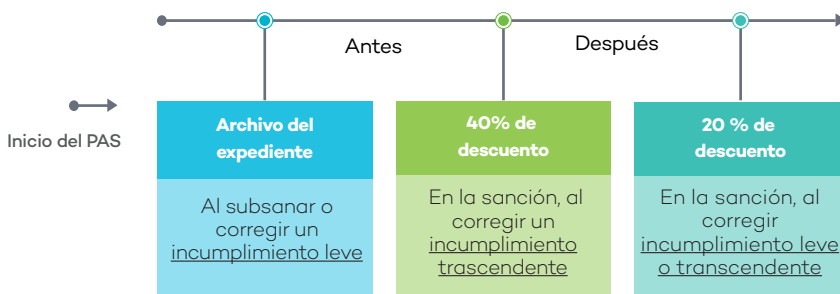 Antes
Después
Inicio del PAS
Archivo del
expediente
Al subsanar o
corregir un
incumplimiento leve
40% de
descuento
En la sanción, al
corregir un
incumplimiento
trascendente
20 % de
descuento
En la sanción, al
corregir
incumplimiento leve
o transcendente